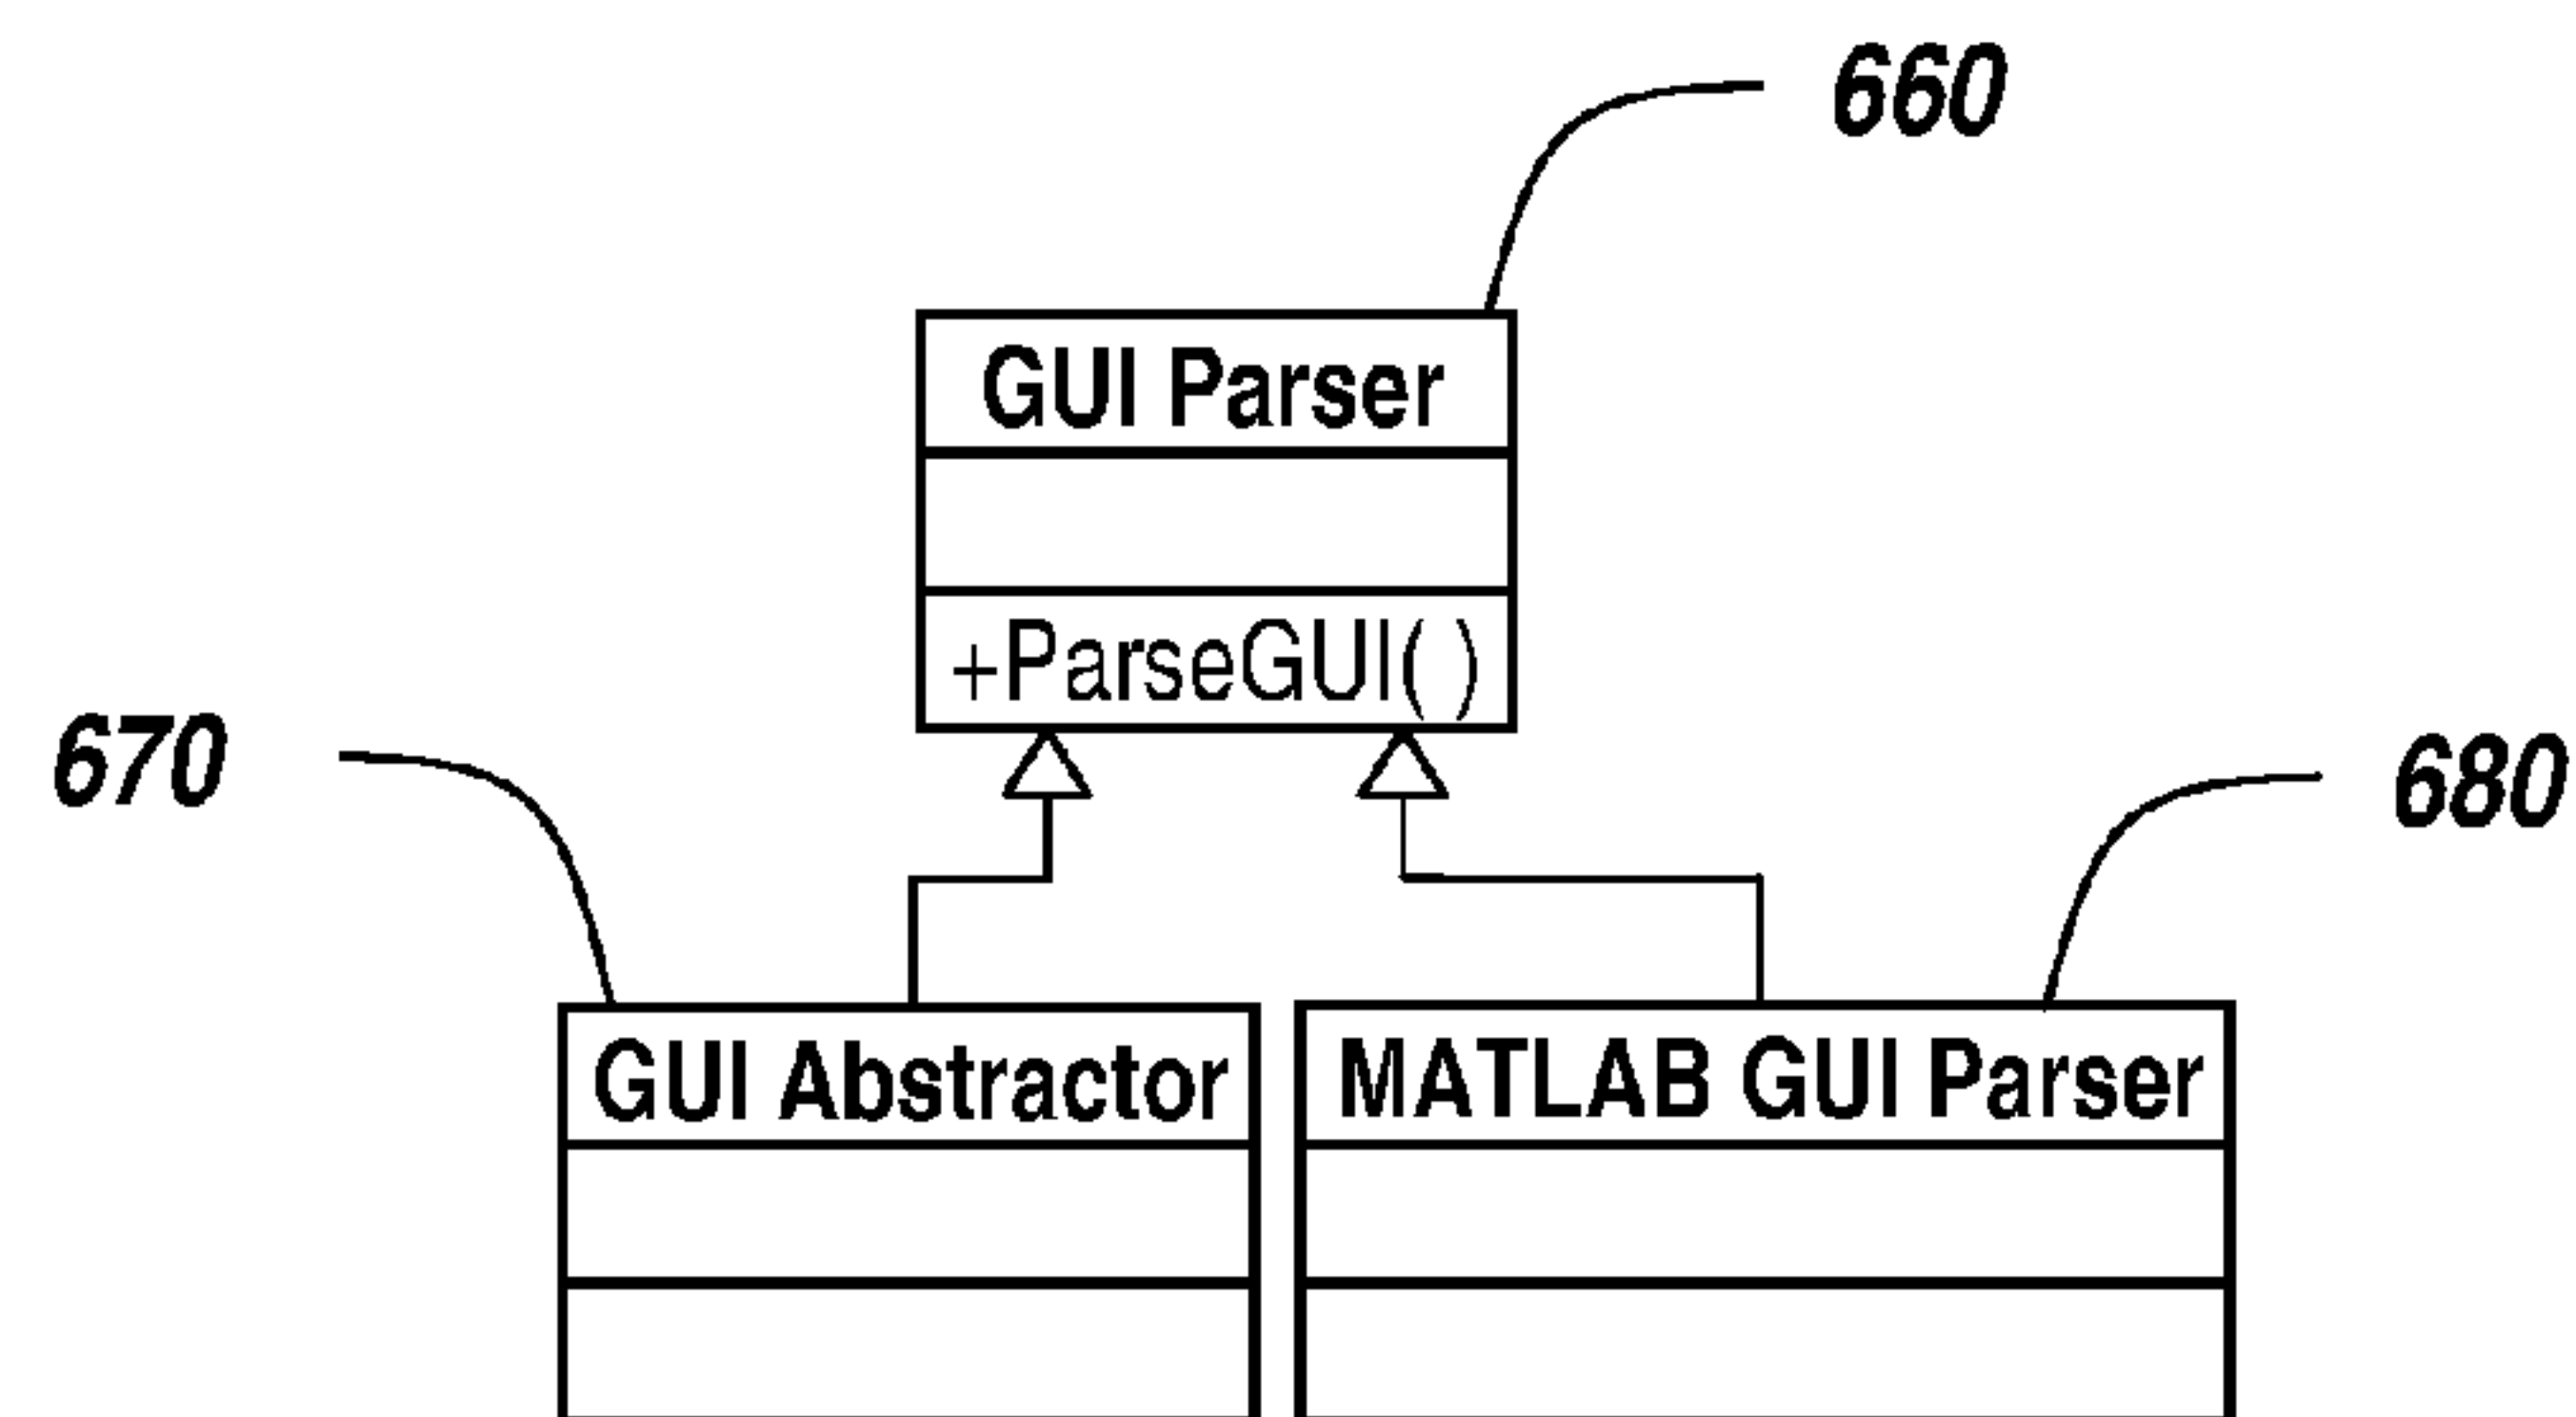 660
GUI Parser
+ParseGUI( )
670
680
GUI Abstractor
MATLAB GUI Parser